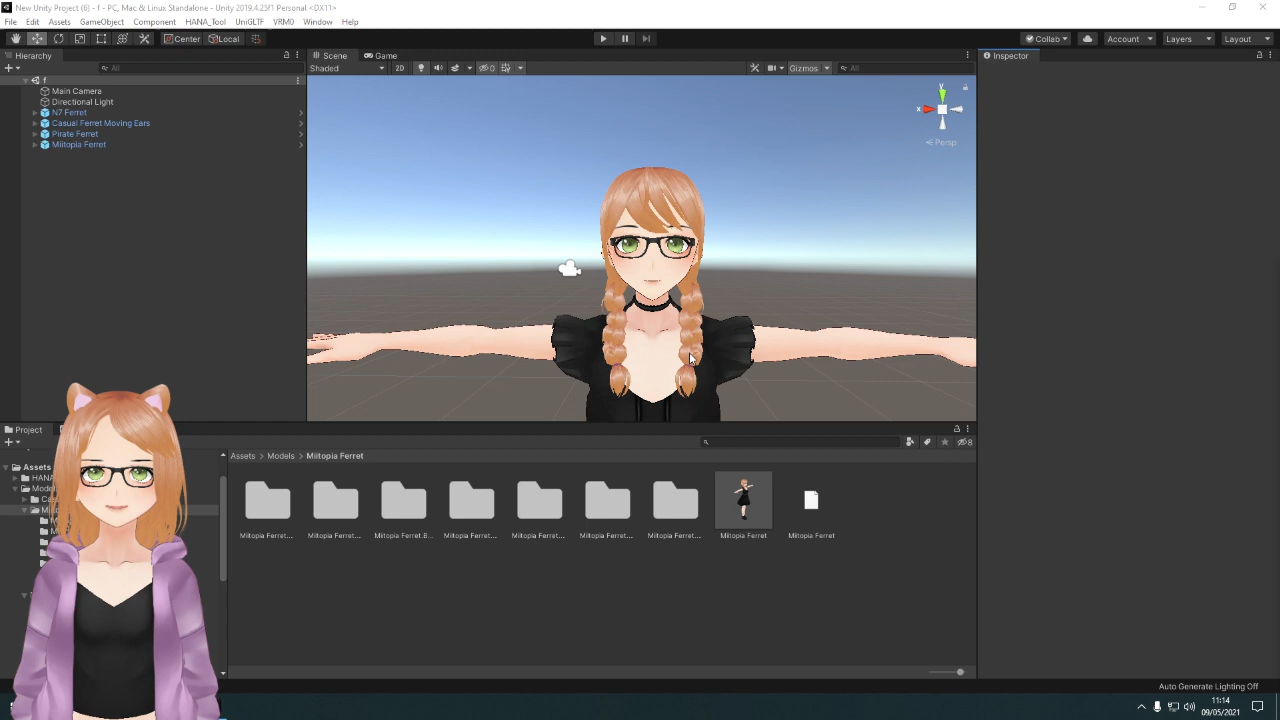 New Unity Project (6) - f - PC, Mac & Linux Standalone - Unity 2019.4.25f1 Personal <DX11>
File Edit Assets GameObject Component HANA_Tool UniGLTF VRM0 Window Help
Center Local Collab Account Layers Layout
Hierarchy Scene Game Inspector
All Shaded 2D 0 Gizmos All
f
Main Camera
Directional Light
N7 Ferret
Casual Ferret Moving Ears
Pirate Ferret
Miitopia Ferret
y
x
Persp
Project
8
Assets > Models > Miitopia Ferret
Assets
HANA
Miitopia Ferret... Miitopia Ferret... Miitopia Ferret.B... Miitopia Ferret... Miitopia Ferret... Miitopia Ferret... Miitopia Ferret... Miitopia Ferret Miitopia Ferret
Auto Generate Lighting Off
11:14
09/05/2021